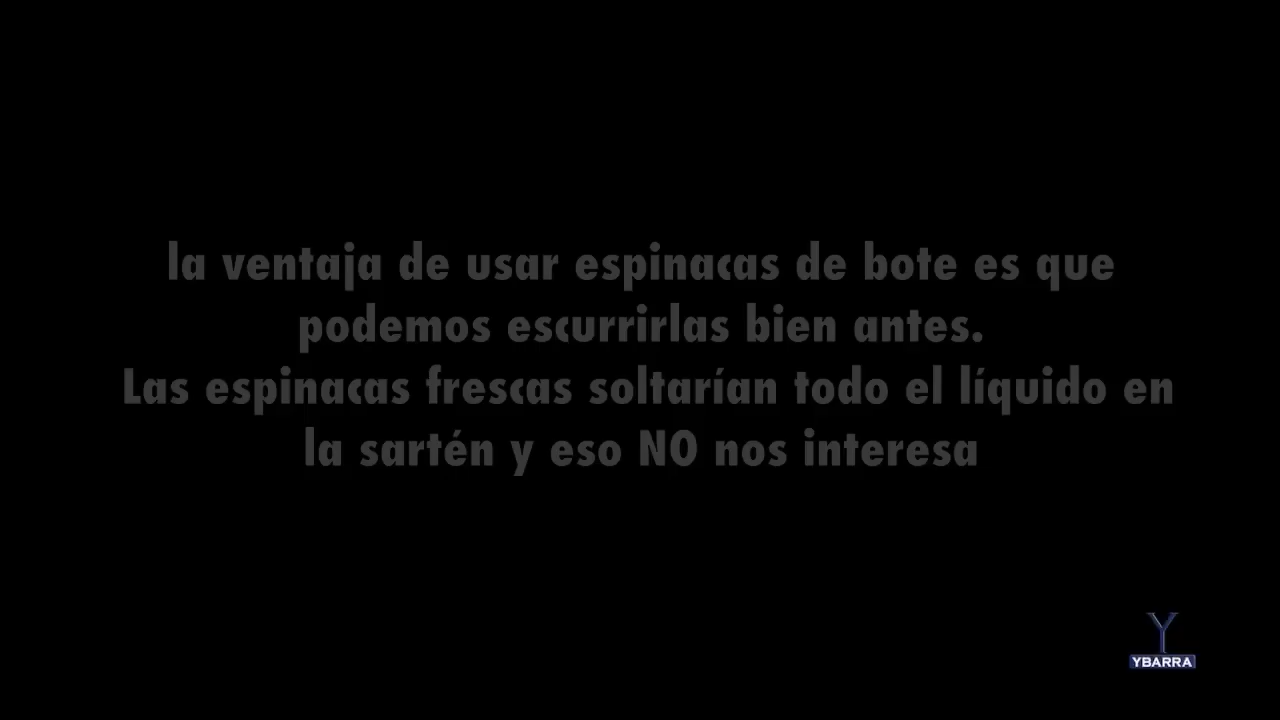 la ventaja de usar espinacas de bote es que
podemos escurrirlas bien antes.
Las espinacas frescas soltarían todo el líquido en
la sartén y eso NO nos interesa
Y
YBARRA